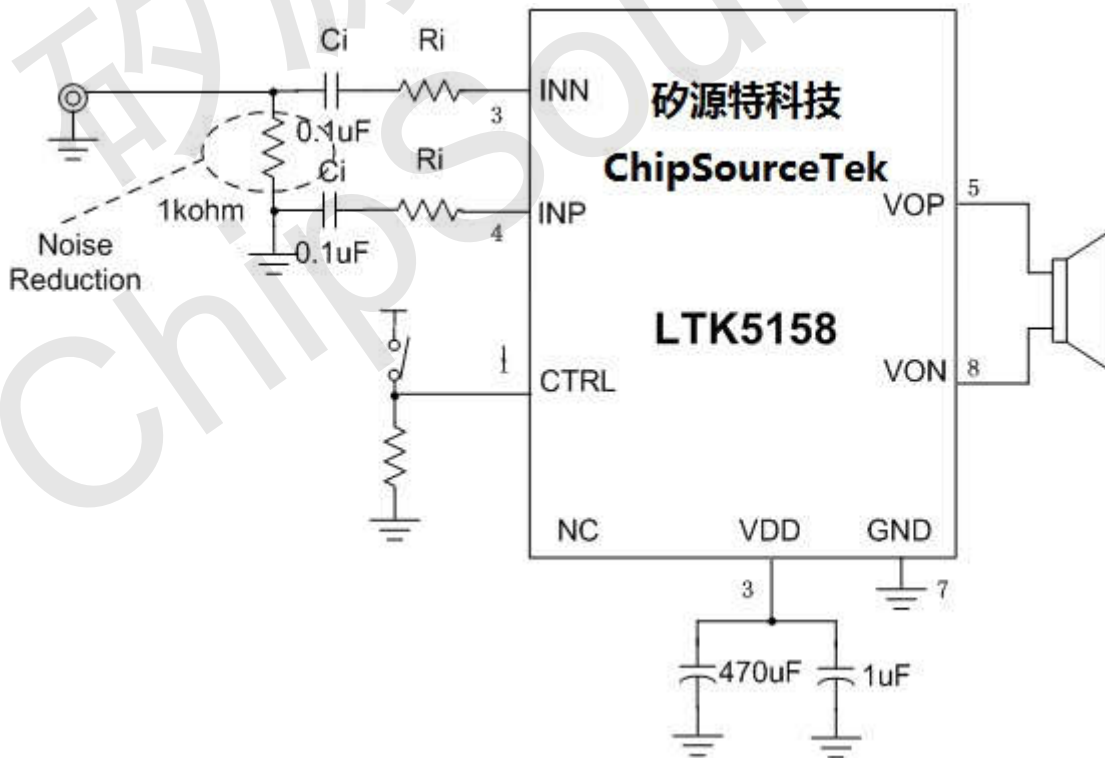 Ci
Ri
INN
3
矽源特科技
0.1uF
ChipSourceTek
Ci
Ri
5
1kohm
INP
VOP
4
Noise
Reduction
0.1uF
LTK5158
1
CTRL
VON
8
NC
VDD
GND
3
7
470uF
1uF
ChipSour